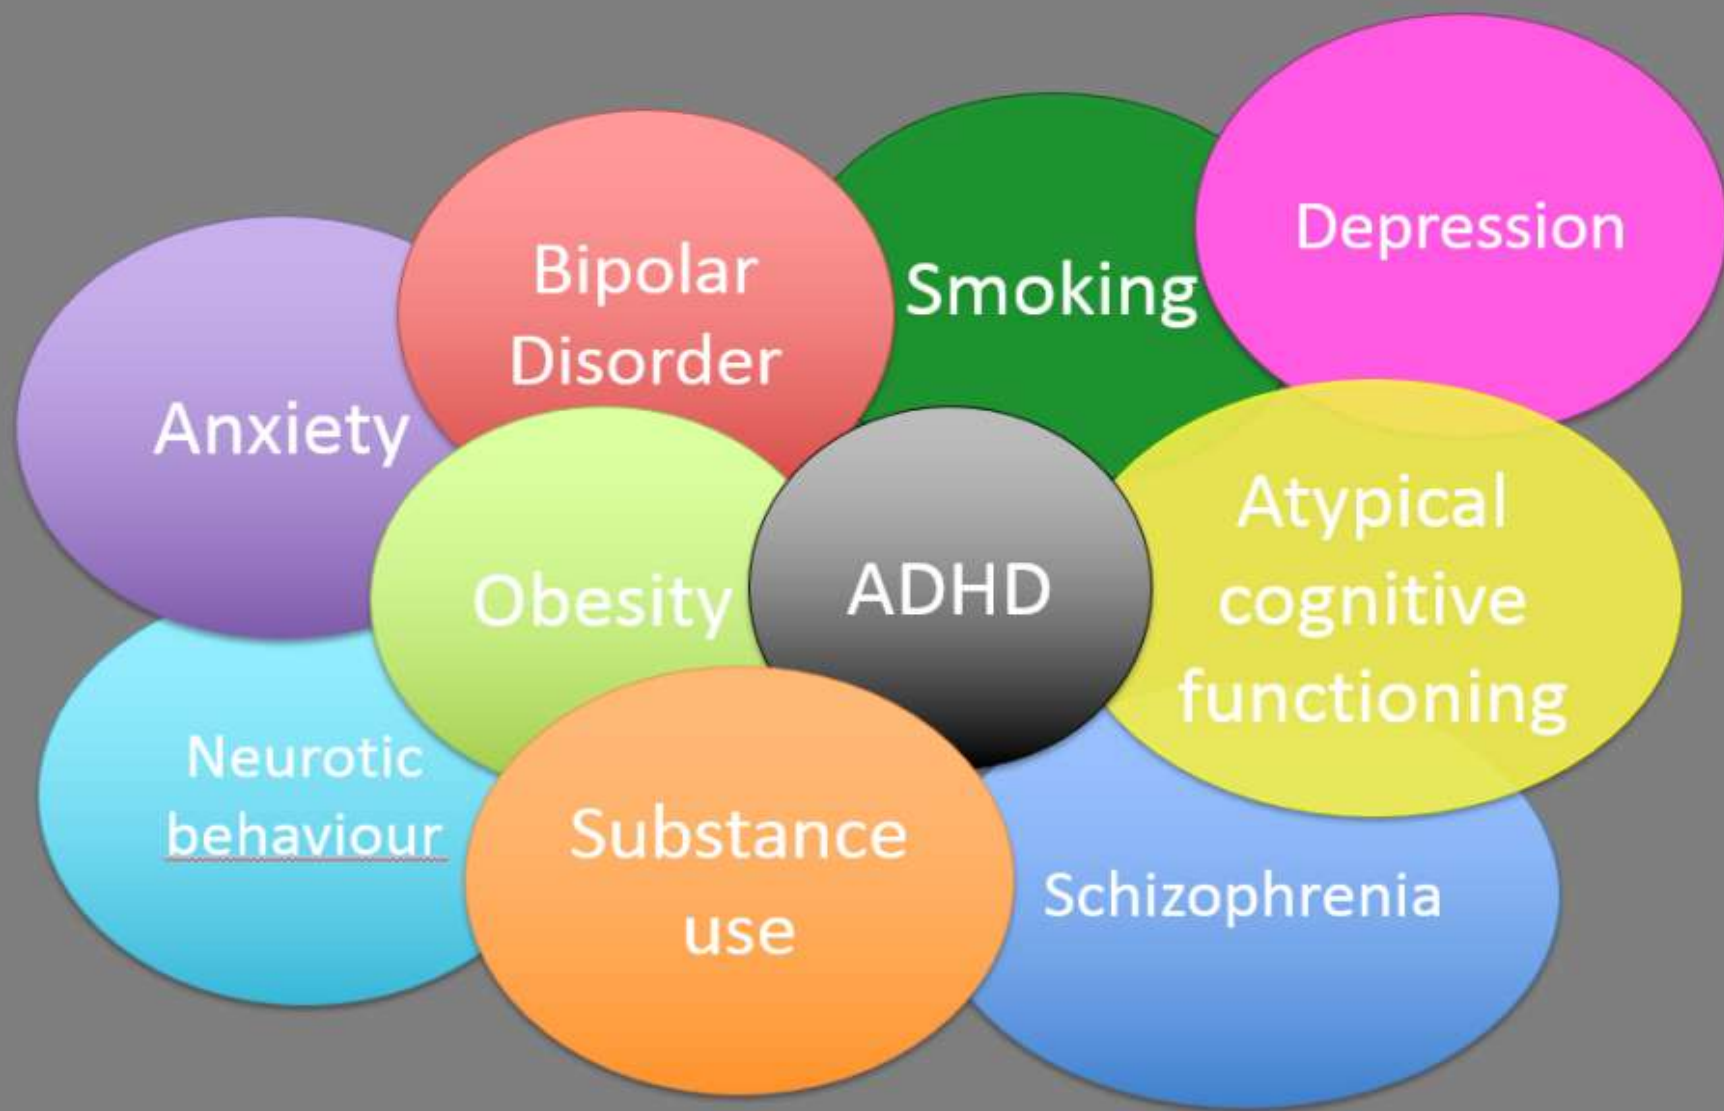 Depression
Bipolar
Disorder
Smoking
Anxiety
Obesity
ADHD
Atypical
cognitive
functioning
Neurotic
behaviour
Substance
use
Schizophrenia